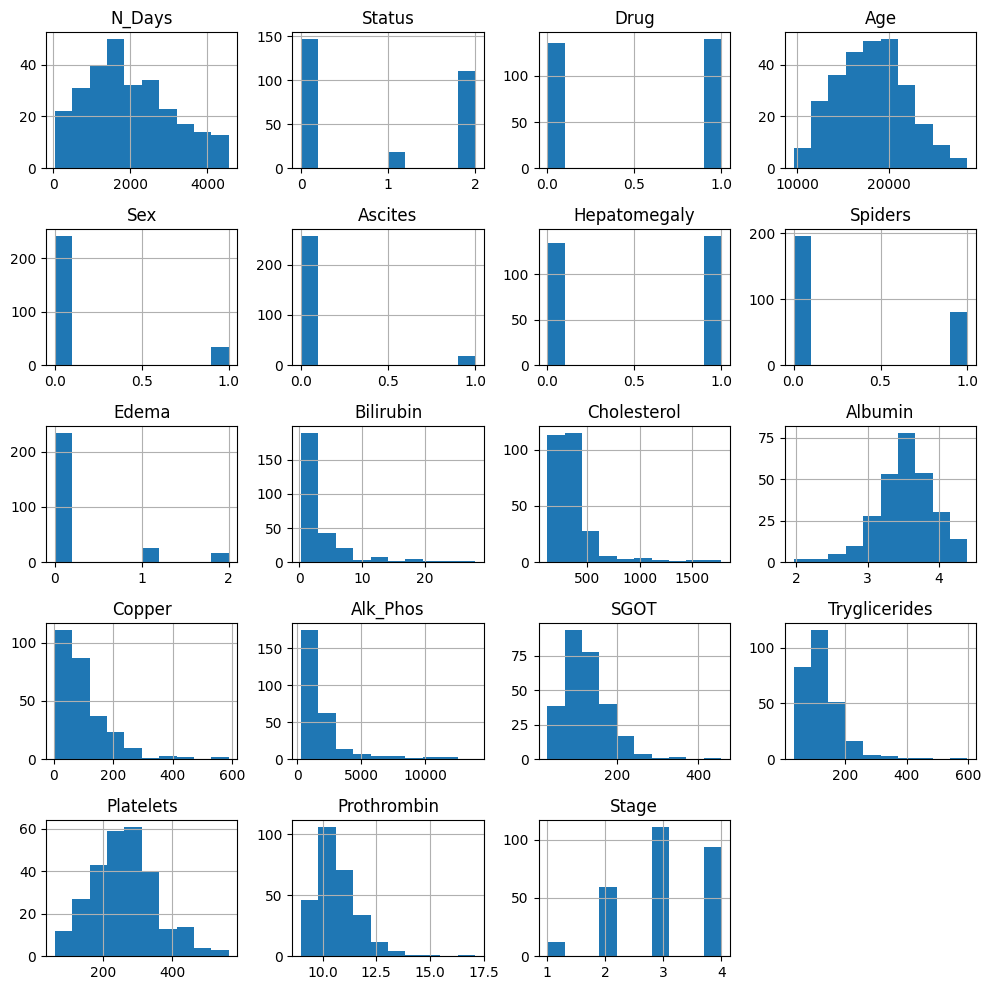 N_Days Status Drug Age
40 20 0
0 2000 4000
150 100 50 0
0 1 2
100 50 0
0.0 0.5 1.0
40 20 0
10000 20000
Sex Ascites Hepatomegaly Spiders
200 100 0
0.0 0.5 1.0
200 100 0
0.0 0.5 1.0
100 50 0
0.0 0.5 1.0
200 100 0
0.0 0.5 1.0
Edema Bilirubin Cholesterol Albumin
200 100 0
0 1 2
150 100 50 0
0 10 20
100 50 0
500 1000 1500
75 50 25 0
2 3 4
Copper Alk_Phos SGOT Tryglicerides
100 50 0
0 200 400 600
150 100 50 0
0 5000 10000
75 50 25 0
200 400
100 50 0
200 400 600
Platelets Prothrombin Stage
60 40 20 0
200 400
100 50 0
10.0 12.5 15.0 17.5
100 50 0
1 2 3 4